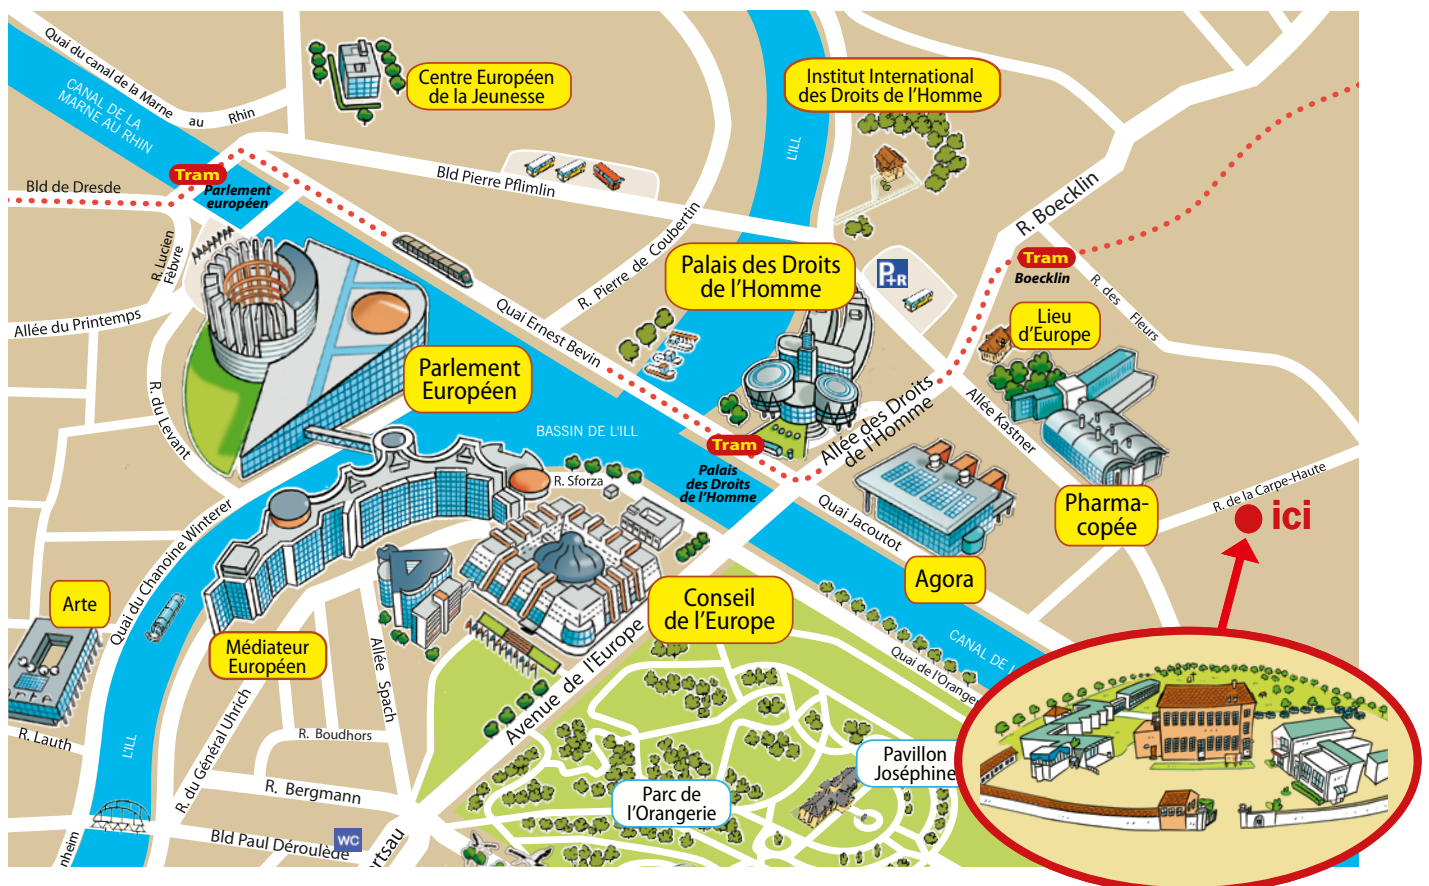 Quai du canal de la Marne au Rhin
CANAL DE LA
MARNE AU RHIN
Centre Européen
de la Jeunesse
Institut International
des Droits de l'Homme
L'ILL
Bld de Dresde
Tram
Parlement
européen
Bld Pierre Pflimlin
R. Boecklin
R. Lucien
Fèbvre
R. Pierre de Coubertin
Palais des Droits
de l'Homme
P+R
Tram
Boecklin
R. des Fleurs
Allée du Printemps
Quai Ernest Bevin
Lieu
d'Europe
Parlement
Européen
R. du Levant
BASSIN DE L'ILL
Tram
Palais
des Droits
de l'Homme
Allée des Droits
de l'Homme
Allée Kastner
R. Sforza
Quai Jacoutot
Pharma-
copée
R. de la Carpe-Haute
ici
Quai du Chanoine Winterer
Agora
Arte
Médiateur
Européen
Conseil
de l'Europe
Allée Spach
Avenue de l'Europe
CANAL DE L
Quai de l'Oranger
R. Lauth
L'ILL
R. du Général Uhrich
R. Boudhors
R. Bergmann
Parc de
l'Orangerie
Pavillon
Joséphine
Bld Paul Déroulède
WC
nheim
ertsau